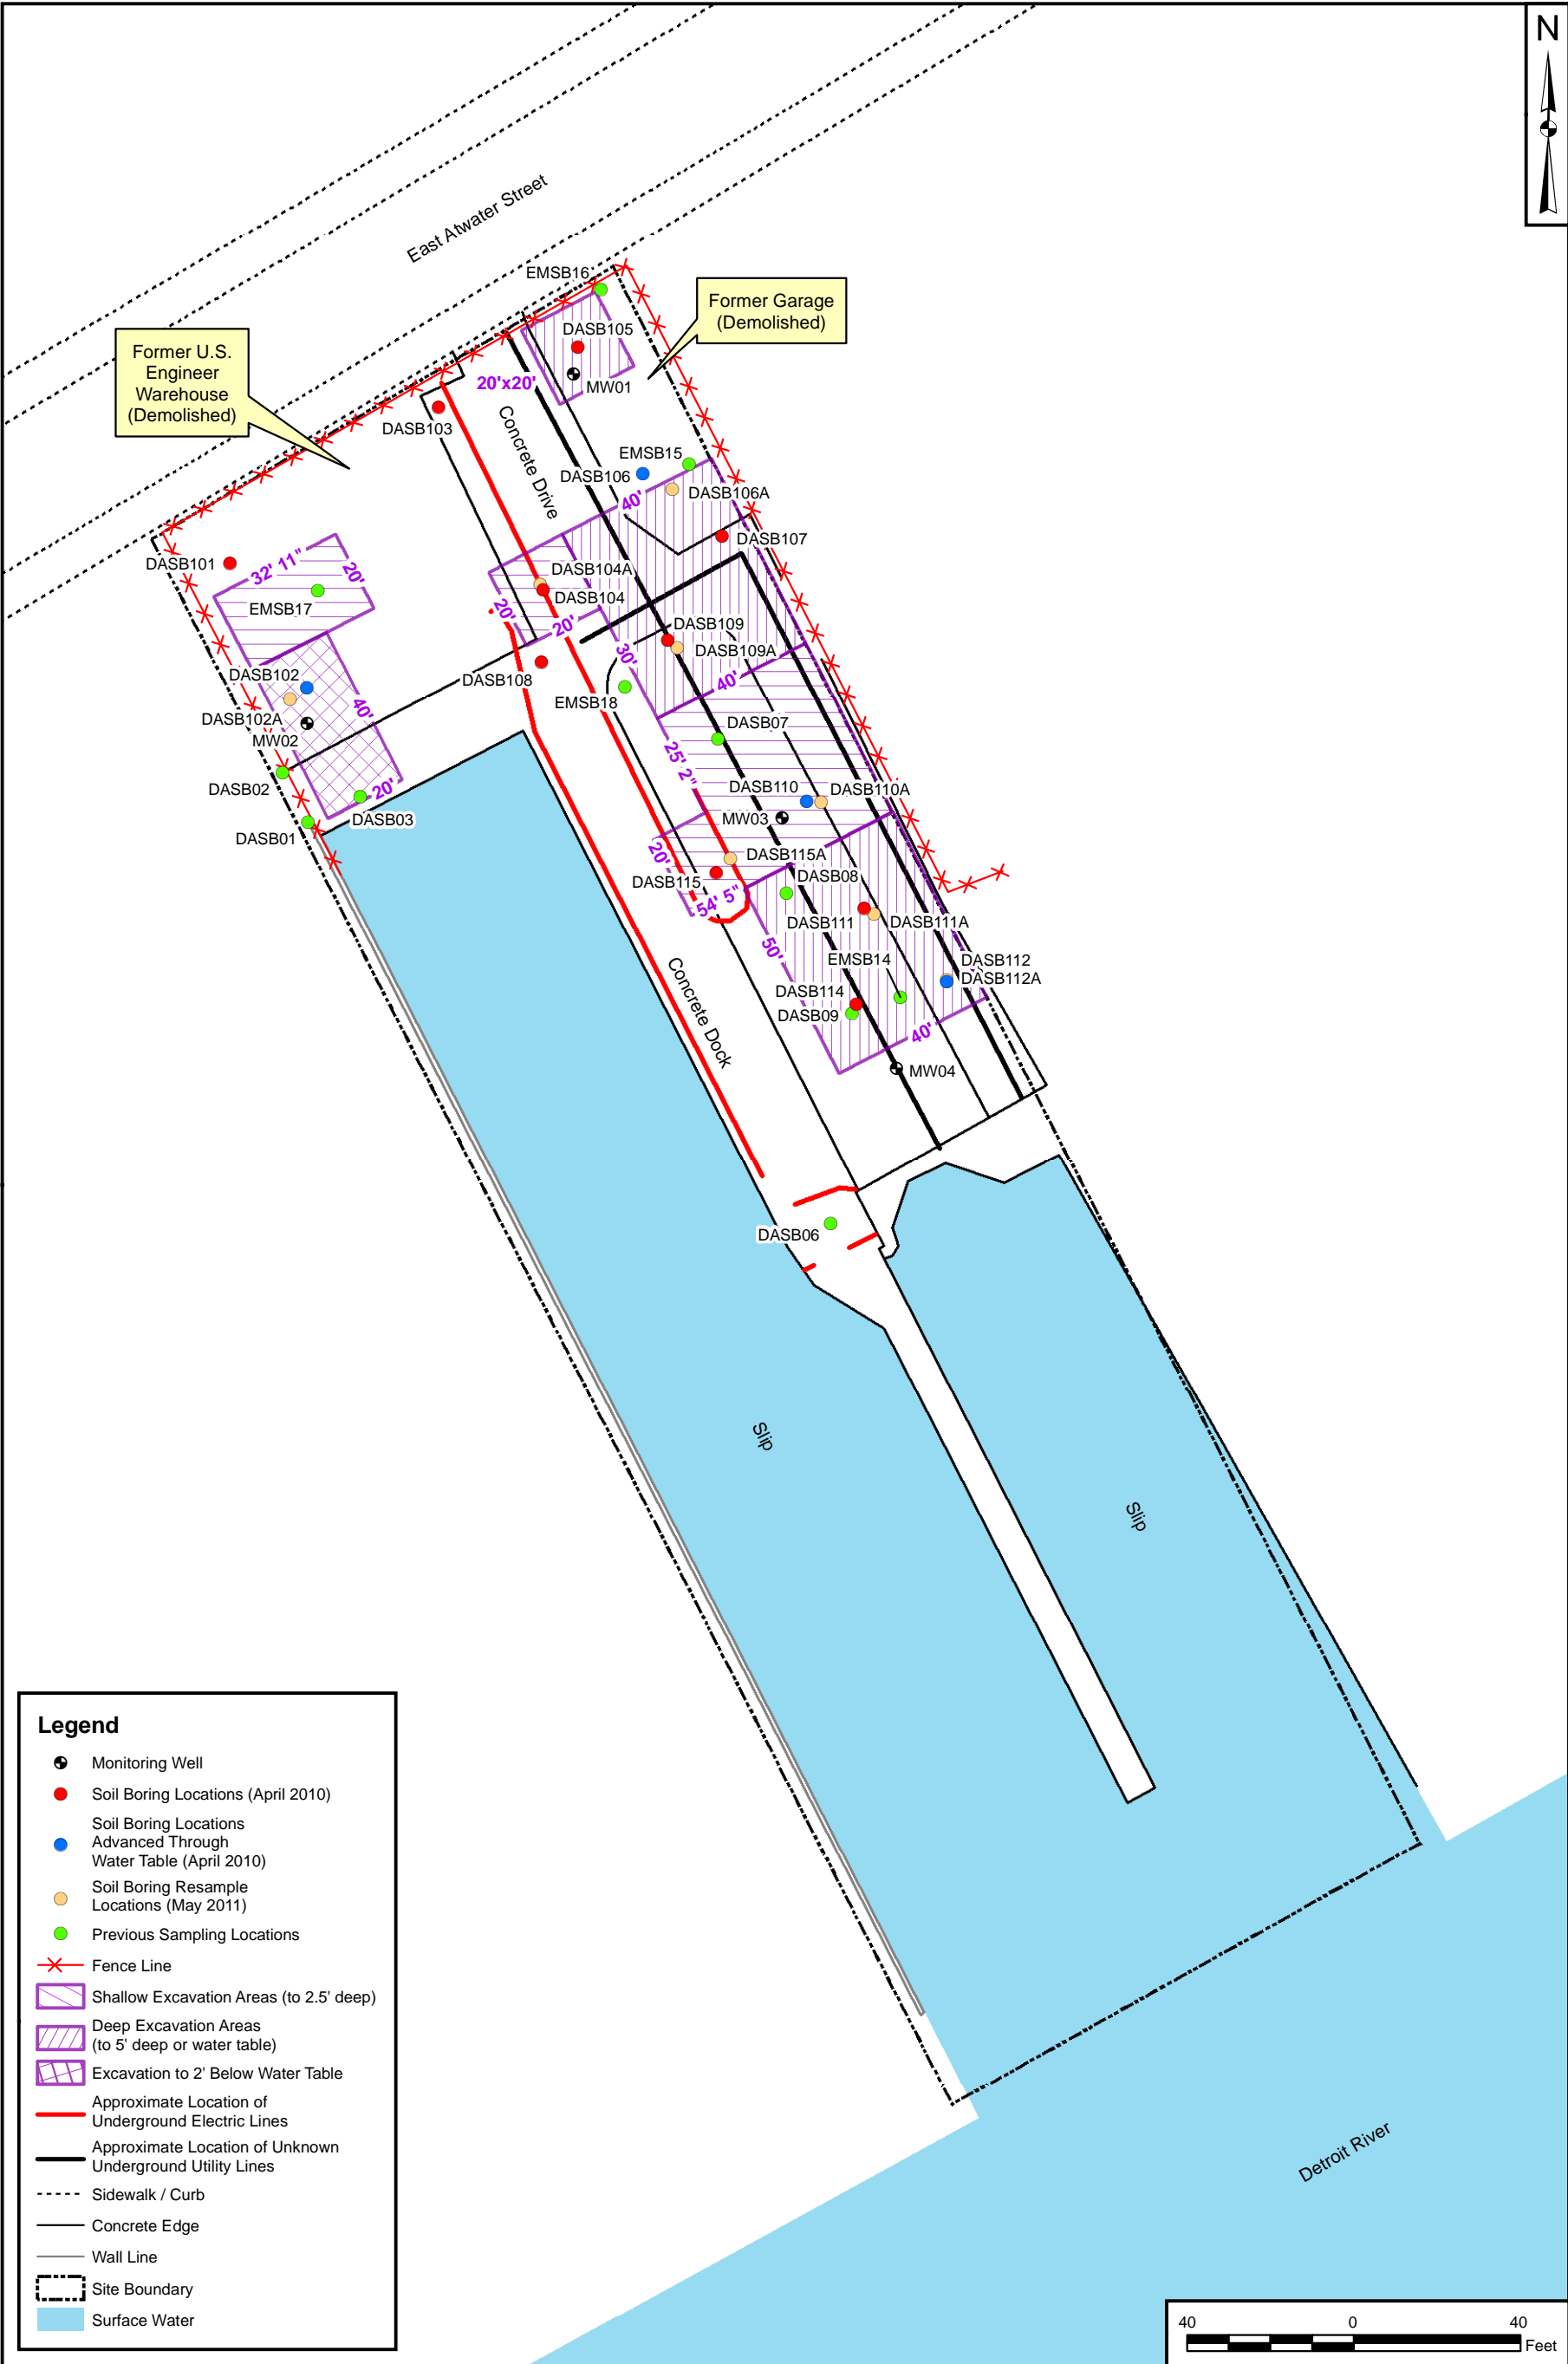 N
East Atwater Street
EMSB16
Former Garage
(Demolished)
DASB105
Former U.S.
Engineer
Warehouse
(Demolished)
20'x20'
MW01
DASB103
Concrete Drive
EMSB15
DASB106
DASB106A
40'
DASB107
DASB101
32' 11"
20'
DASB104A
EMSB17
DASB104
20'
20'
DASB109
30'
DASB109A
DASB102
DASB108
40'
EMSB18
40'
DASB102A
DASB07
MW02
25' 2"
DASB02
20'
DASB110
DASB110A
DASB03
MW03
DASB01
20'
DASB115A
DASB115
DASB08
54' 5"
DASB111
DASB111A
50'
EMSB14
DASB112
DASB112A
Concrete Dock
DASB114
DASB09
40'
MW04
DASB06
Slip
Slip
Detroit River
Legend
Monitoring Well
Soil Boring Locations (April 2010)
Soil Boring Locations
Advanced Through
Water Table (April 2010)
Soil Boring Resample
Locations (May 2011)
Previous Sampling Locations
Fence Line
Shallow Excavation Areas (to 2.5' deep)
Deep Excavation Areas
(to 5' deep or water table)
Excavation to 2' Below Water Table
Approximate Location of
Underground Electric Lines
Approximate Location of Unknown
Underground Utility Lines
Sidewalk / Curb
Concrete Edge
Wall Line
Site Boundary
Surface Water
40 0 40
Feet